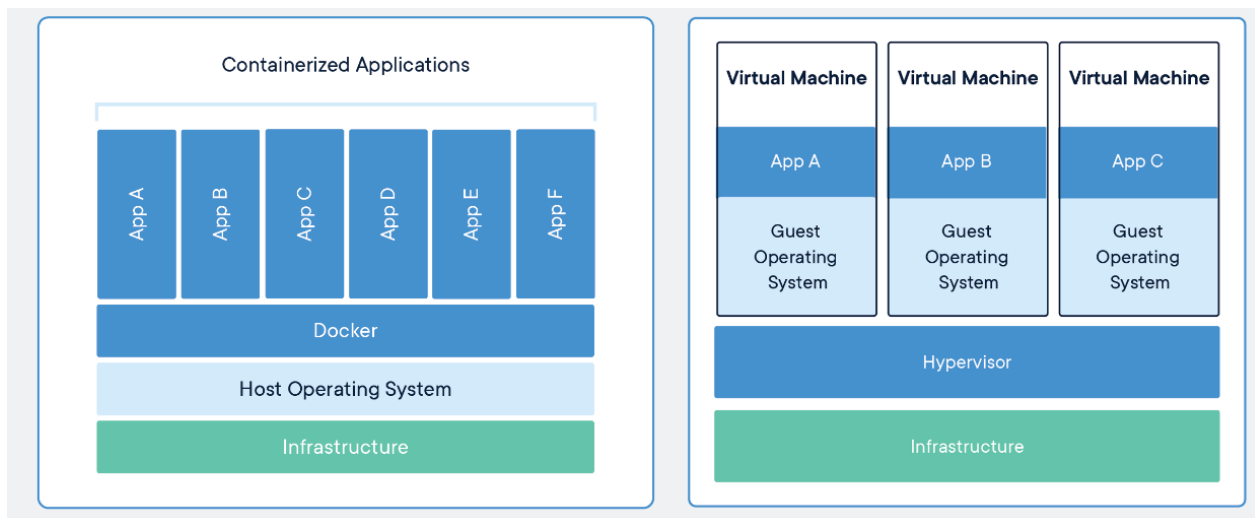 Containerized Applications
App A
App B
App C
App D
App E
App F
Docker
Host Operating System
Infrastructure
Virtual Machine
App A
Guest
Operating
System
Virtual Machine
App B
Guest
Operating
System
Virtual Machine
App C
Guest
Operating
System
Hypervisor
Infrastructure